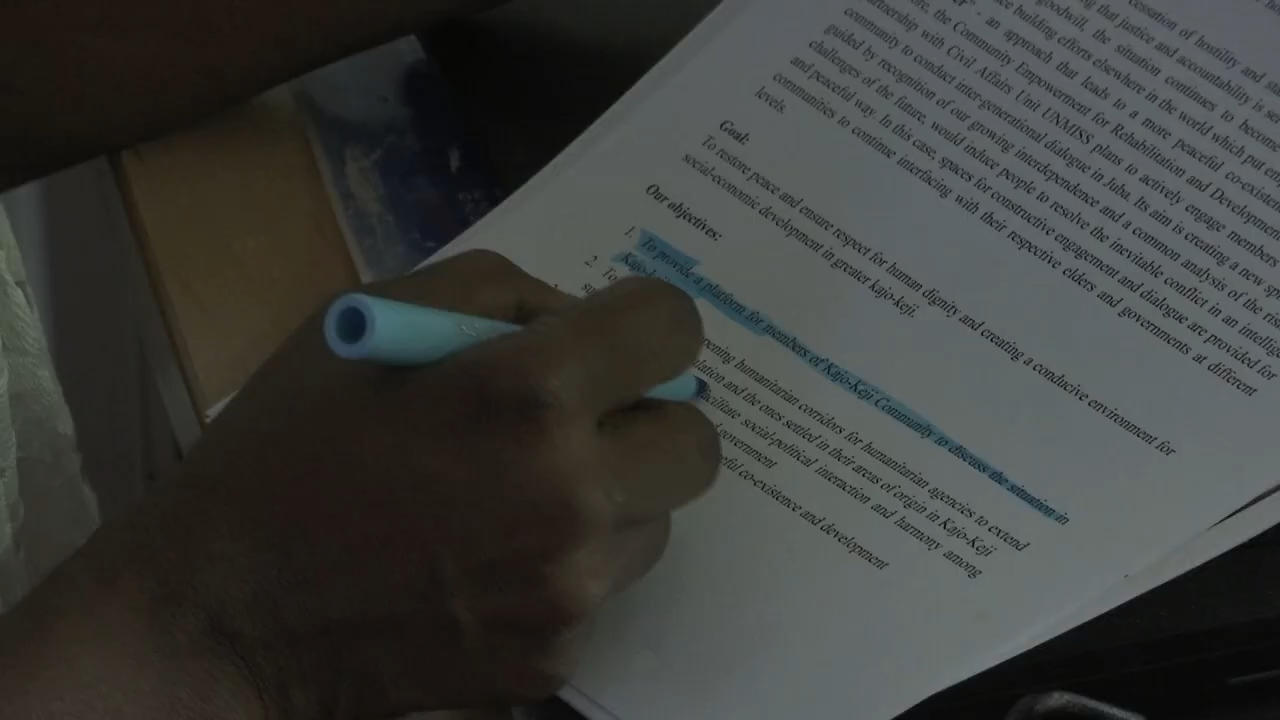 cessation of hostility and
ing that justice and accountability is
goodwill, the situation continues to become
ce building efforts elsewhere in the world which put
er" - an approach that leads to a more peaceful co-existen
ore, the Community Empowerment for Rehabilitation and Development
artnership with Civil Affairs Unit UNMISS plans to actively engage members
community to conduct inter-generational dialogue in Juba. Its aim is creating a new sp
guided by recognition of our growing interdependence and a common analysis of the ris
challenges of the future, would induce people to resolve the inevitable conflict in an intellige
and peaceful way. In this case, spaces for constructive engagement and dialogue are provided for
communities to continue interfacing with their respective elders and governments at different
levels.
Goal:
To restore peace and ensure respect for human dignity and creating a conducive environment for
social-economic development in greater kajo-keji.
Our objectives:
1. To provide a platform for members of Kajo-Keji Community to discuss the situation in
Kajo-keji
2. To
ening humanitarian corridors for humanitarian agencies to extend
lation and the ones settled in their areas of origin in Kajo-Keji
facilitate social-political interaction and harmony among
government
ful co-existence and development